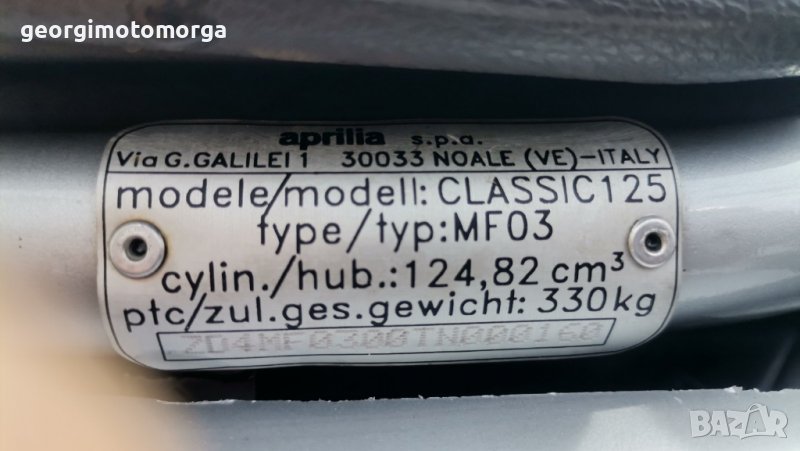 georgimotomorga
aprilia s.p.a.
Via G.GALILEI 1 30033 NOALE (VE)-ITALY
modele/modell: CLASSIC125
type/typ:MF03
cylin./hub.:124,82 cm³
ptc/zul.ges.gewicht: 330kg
ZD4MF0300TN000160
BAZAR